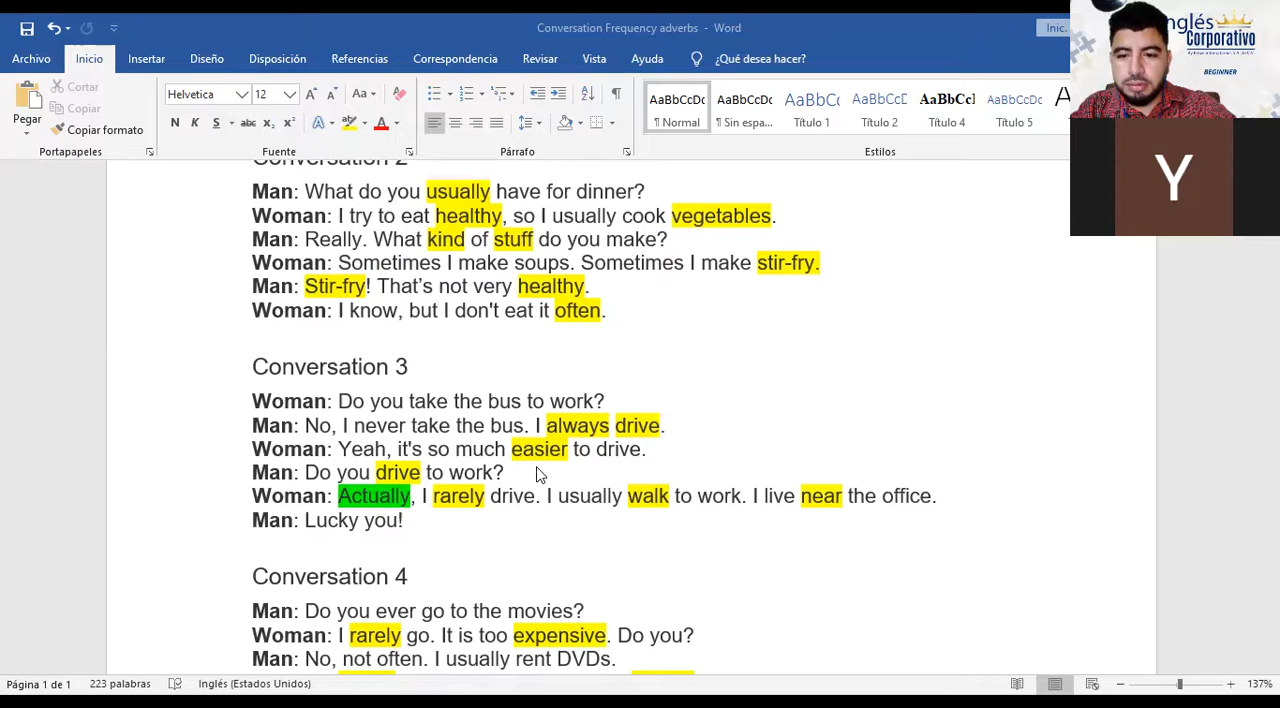 Conversation Frequency adverbs - Word
Inic.
Archivo Inicio Insertar Diseño Disposición Referencias Correspondencia Revisar Vista Ayuda ¿Qué desea hacer?
Pegar
Cortar
Copiar
Copiar formato
Portapapeles
Helvetica 12
N K S abc x₂ x²
Fuente
Párrafo
AaBbCcDc AaBbCcDc AaBbC AaBbCcD AaBbCcI AaBbCcDc
¶ Normal ¶ Sin espa... Título 1 Título 2 Título 4 Título 5
Estilos
Inglés
Corporativo
BEGINNER
Y
Conversation 2
Man: What do you usually have for dinner?
Woman: I try to eat healthy, so I usually cook vegetables.
Man: Really. What kind of stuff do you make?
Woman: Sometimes I make soups. Sometimes I make stir-fry.
Man: Stir-fry! That’s not very healthy.
Woman: I know, but I don't eat it often.
Conversation 3
Woman: Do you take the bus to work?
Man: No, I never take the bus. I always drive.
Woman: Yeah, it's so much easier to drive.
Man: Do you drive to work?
Woman: Actually, I rarely drive. I usually walk to work. I live near the office.
Man: Lucky you!
Conversation 4
Man: Do you ever go to the movies?
Woman: I rarely go. It is too expensive. Do you?
Man: No, not often. I usually rent DVDs.
Página 1 de 1 223 palabras Inglés (Estados Unidos) 137%